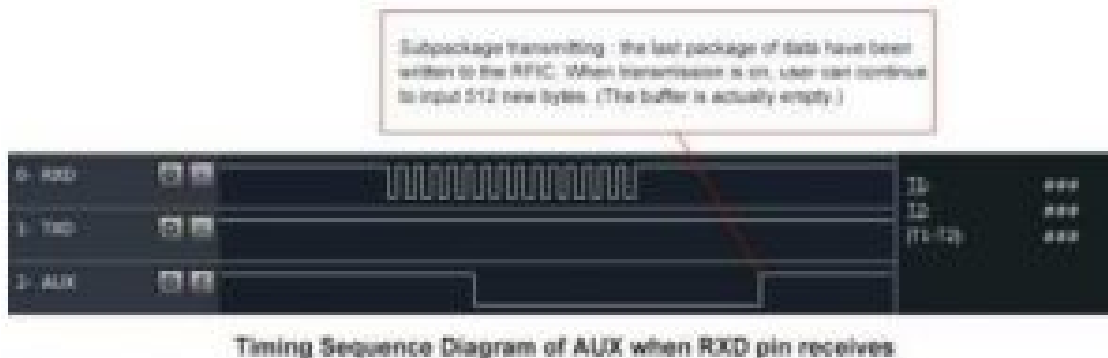 Subpackage transmitting : the last package of data have been
written to the RFIC. When transmission is on, user can continue
to input 512 new bytes. (The buffer is actually empty.)
0- RXD
T1: ###
1- TXD
T2: ###
|T1-T2|: ###
2- AUX
Timing Sequence Diagram of AUX when RXD pin receives